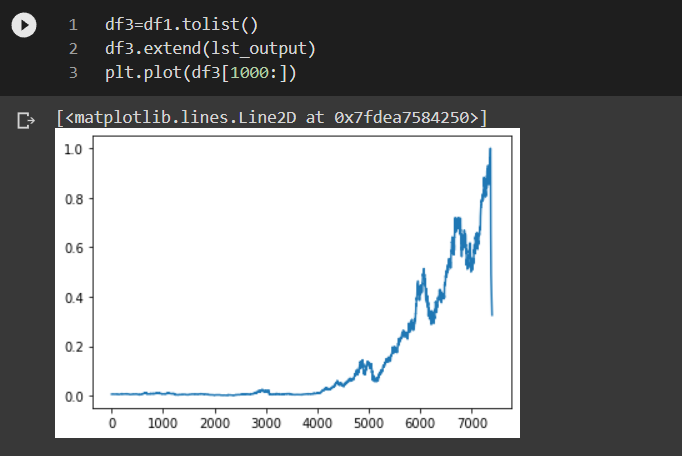 1 df3=df1.tolist()
2 df3.extend(lst_output)
3 plt.plot(df3[1000:])
[<matplotlib.lines.Line2D at 0x7fdea7584250>]
1.0
0.8
0.6
0.4
0.2
0.0
0 1000 2000 3000 4000 5000 6000 7000